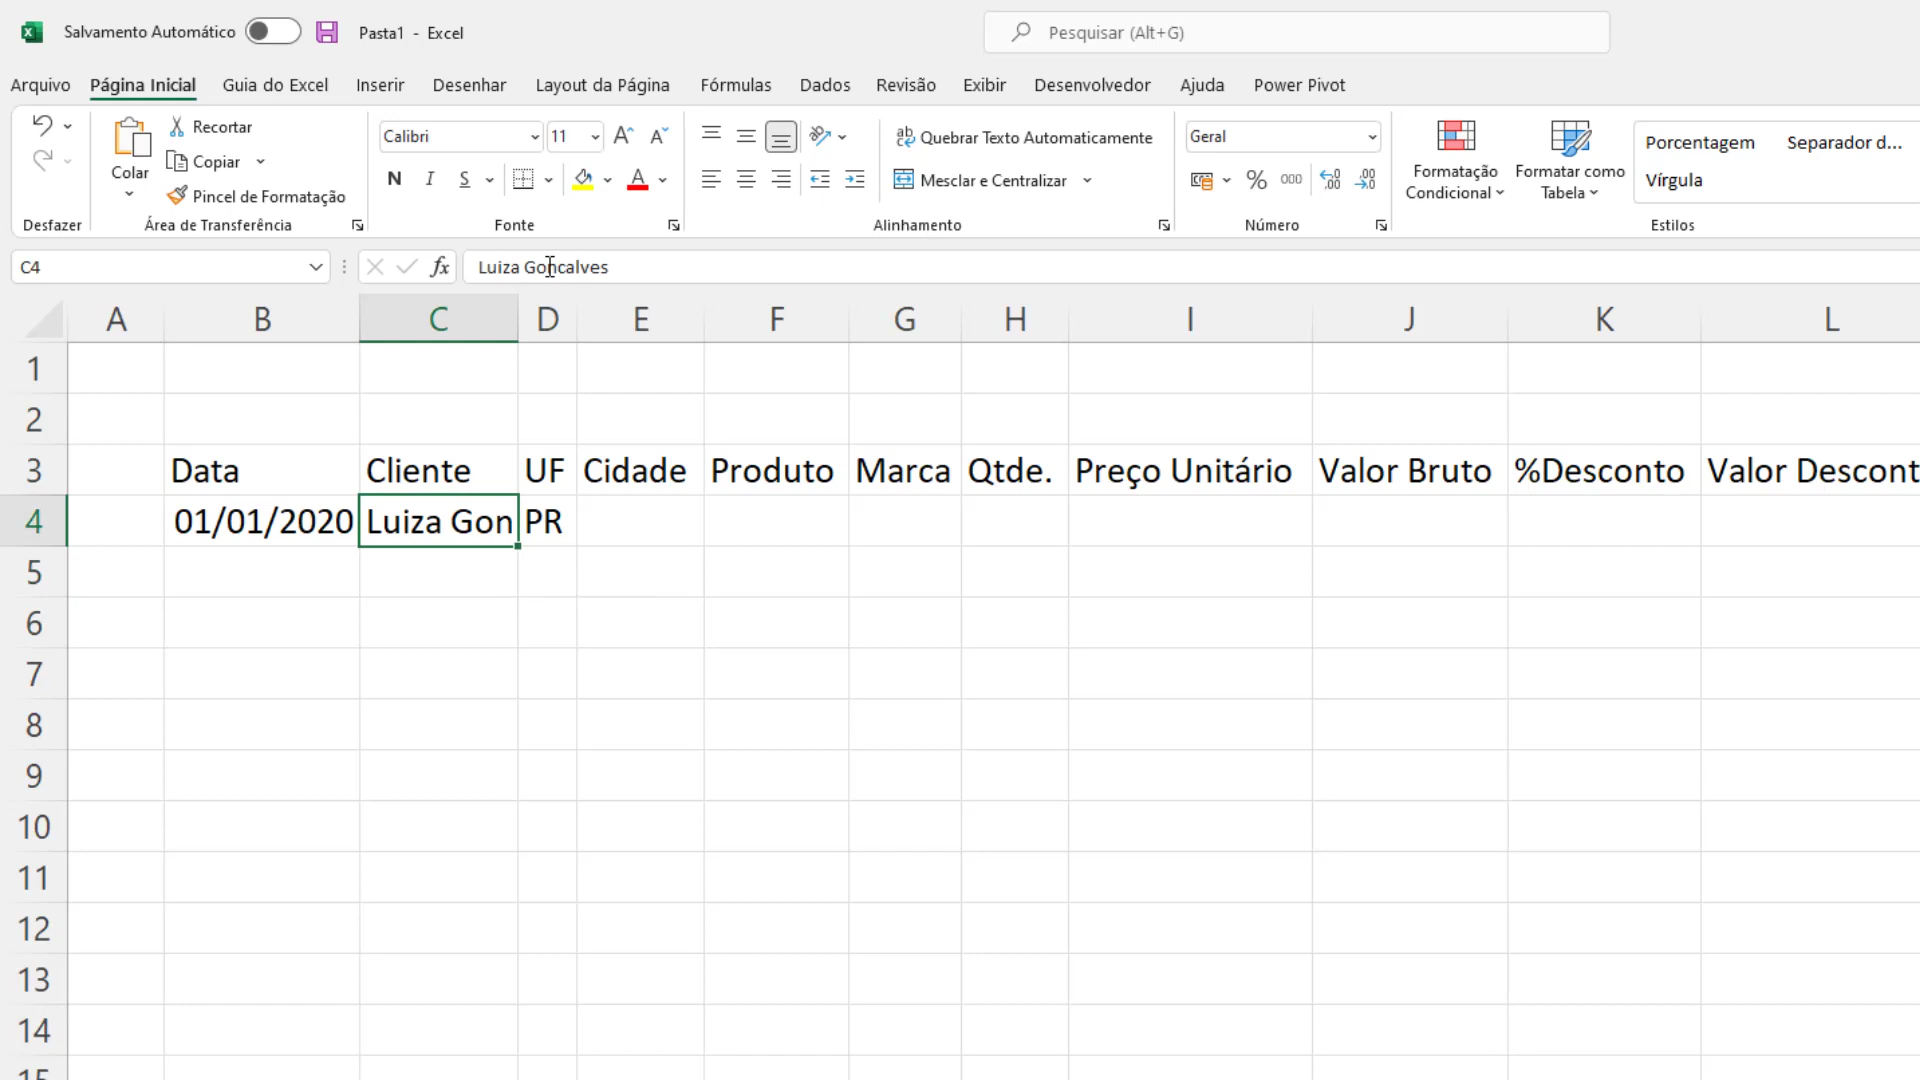 Salvamento Automático Pasta1 - Excel Pesquisar (Alt+G)
Arquivo Página Inicial Guia do Excel Inserir Desenhar Layout da Página Fórmulas Dados Revisão Exibir Desenvolvedor Ajuda Power Pivot
Colar
Recortar
Copiar
Pincel de Formatação
Calibri 11
N I S
Quebrar Texto Automaticamente
Mesclar e Centralizar
Geral
% 000
Formatação Condicional
Formatar como Tabela
Porcentagem Separador d...
Vírgula
Desfazer Área de Transferência Fonte Alinhamento Número Estilos
C4 fx Luiza Goncalves
A B C D E F G H I J K L
1
2
3 Data Cliente UF Cidade Produto Marca Qtde. Preço Unitário Valor Bruto %Desconto Valor Descont
4 01/01/2020 Luiza Gon PR
5
6
7
8
9
10
11
12
13
14
15